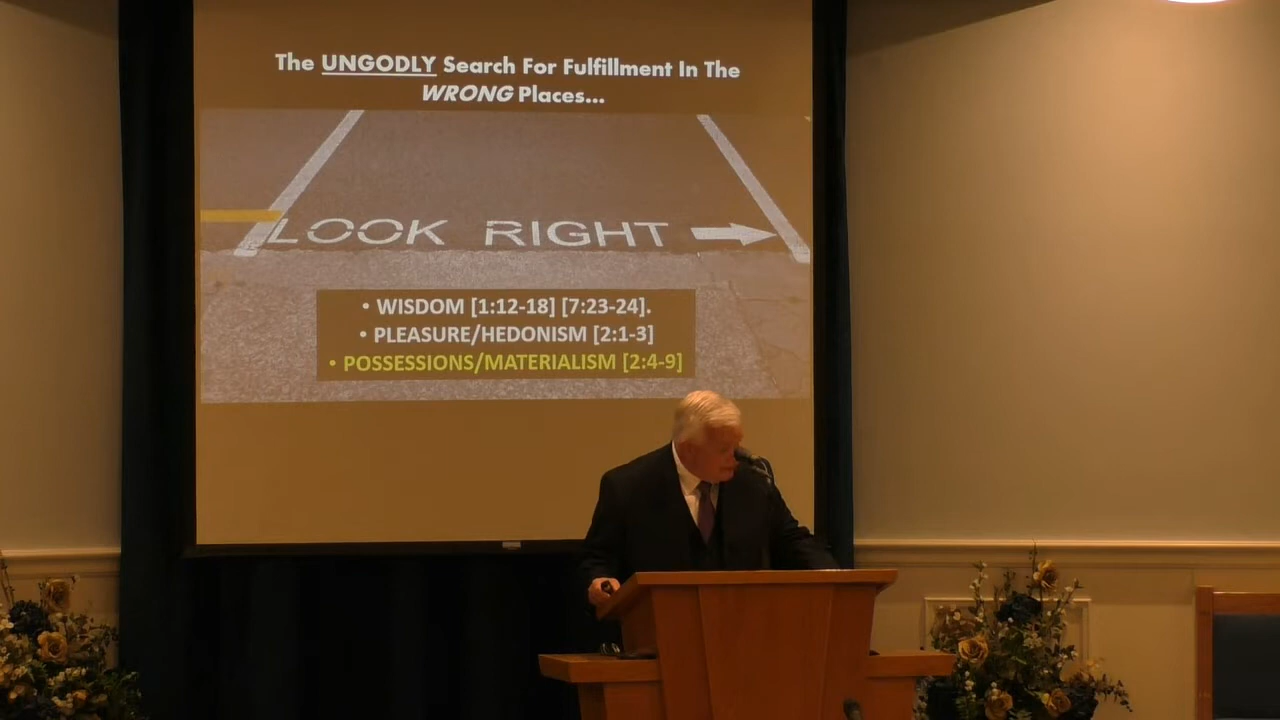 The UNGODLY Search For Fulfillment In The
WRONG Places...
LOOK RIGHT
• WISDOM [1:12-18] [7:23-24].
• PLEASURE/HEDONISM [2:1-3]
• POSSESSIONS/MATERIALISM [2:4-9]